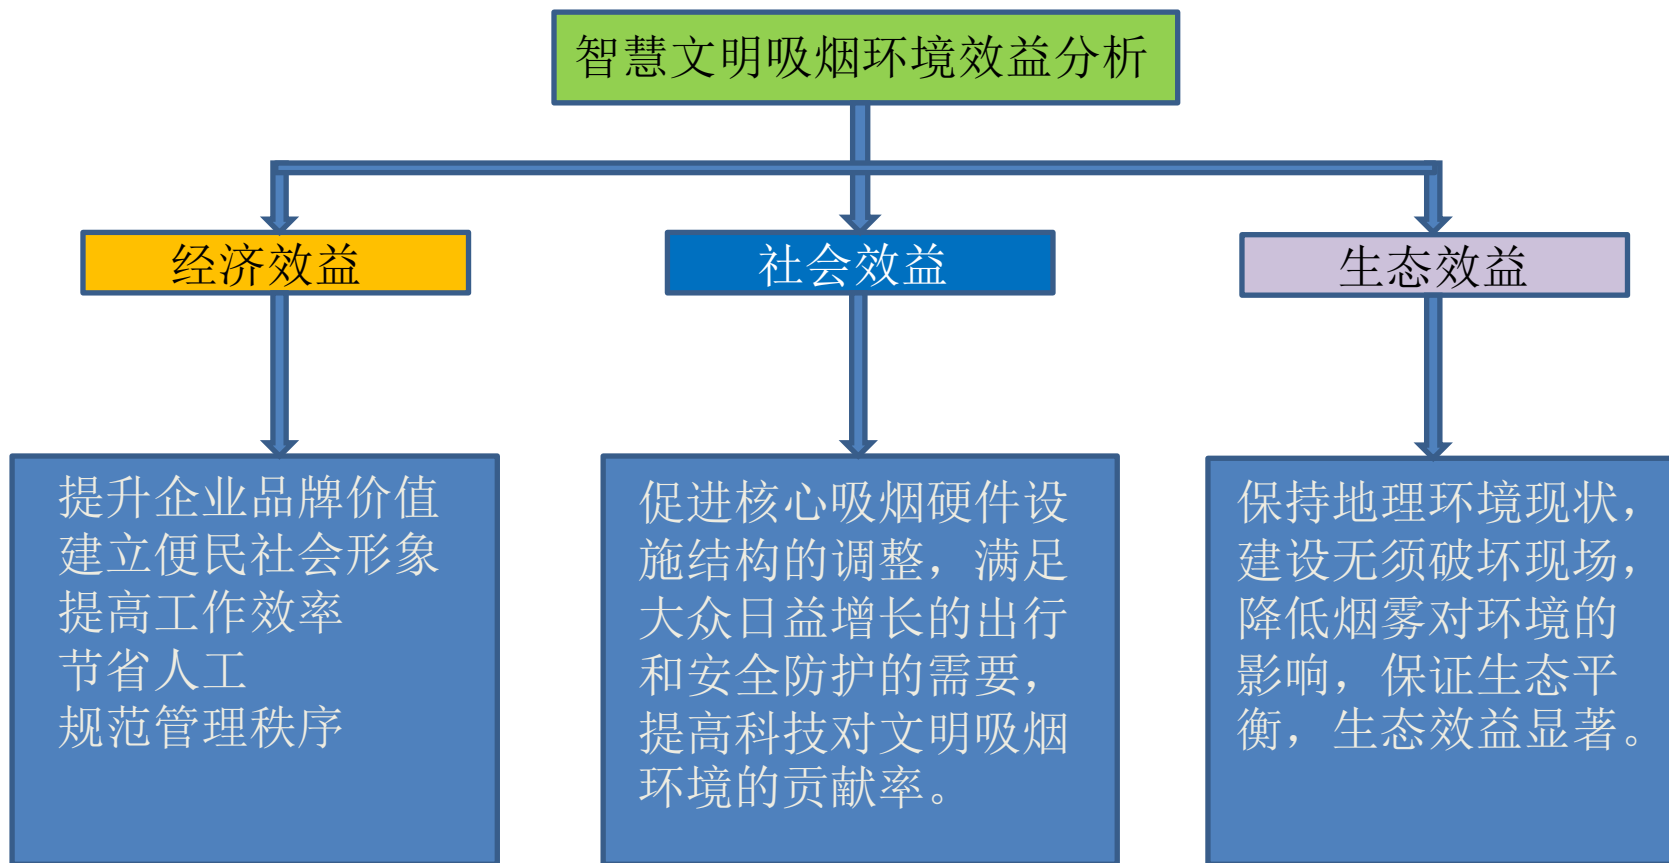 智慧文明吸烟环境效益分析
经济效益
社会效益
生态效益
提升企业品牌价值
建立便民社会形象
提高工作效率
节省人工
规范管理秩序
促进核心吸烟硬件设
施结构的调整，满足
大众日益增长的出行
和安全防护的需要，
提高科技对文明吸烟
环境的贡献率。
保持地理环境现状，
建设无须破坏现场，
降低烟雾对环境的
影响，保证生态平
衡，生态效益显著。